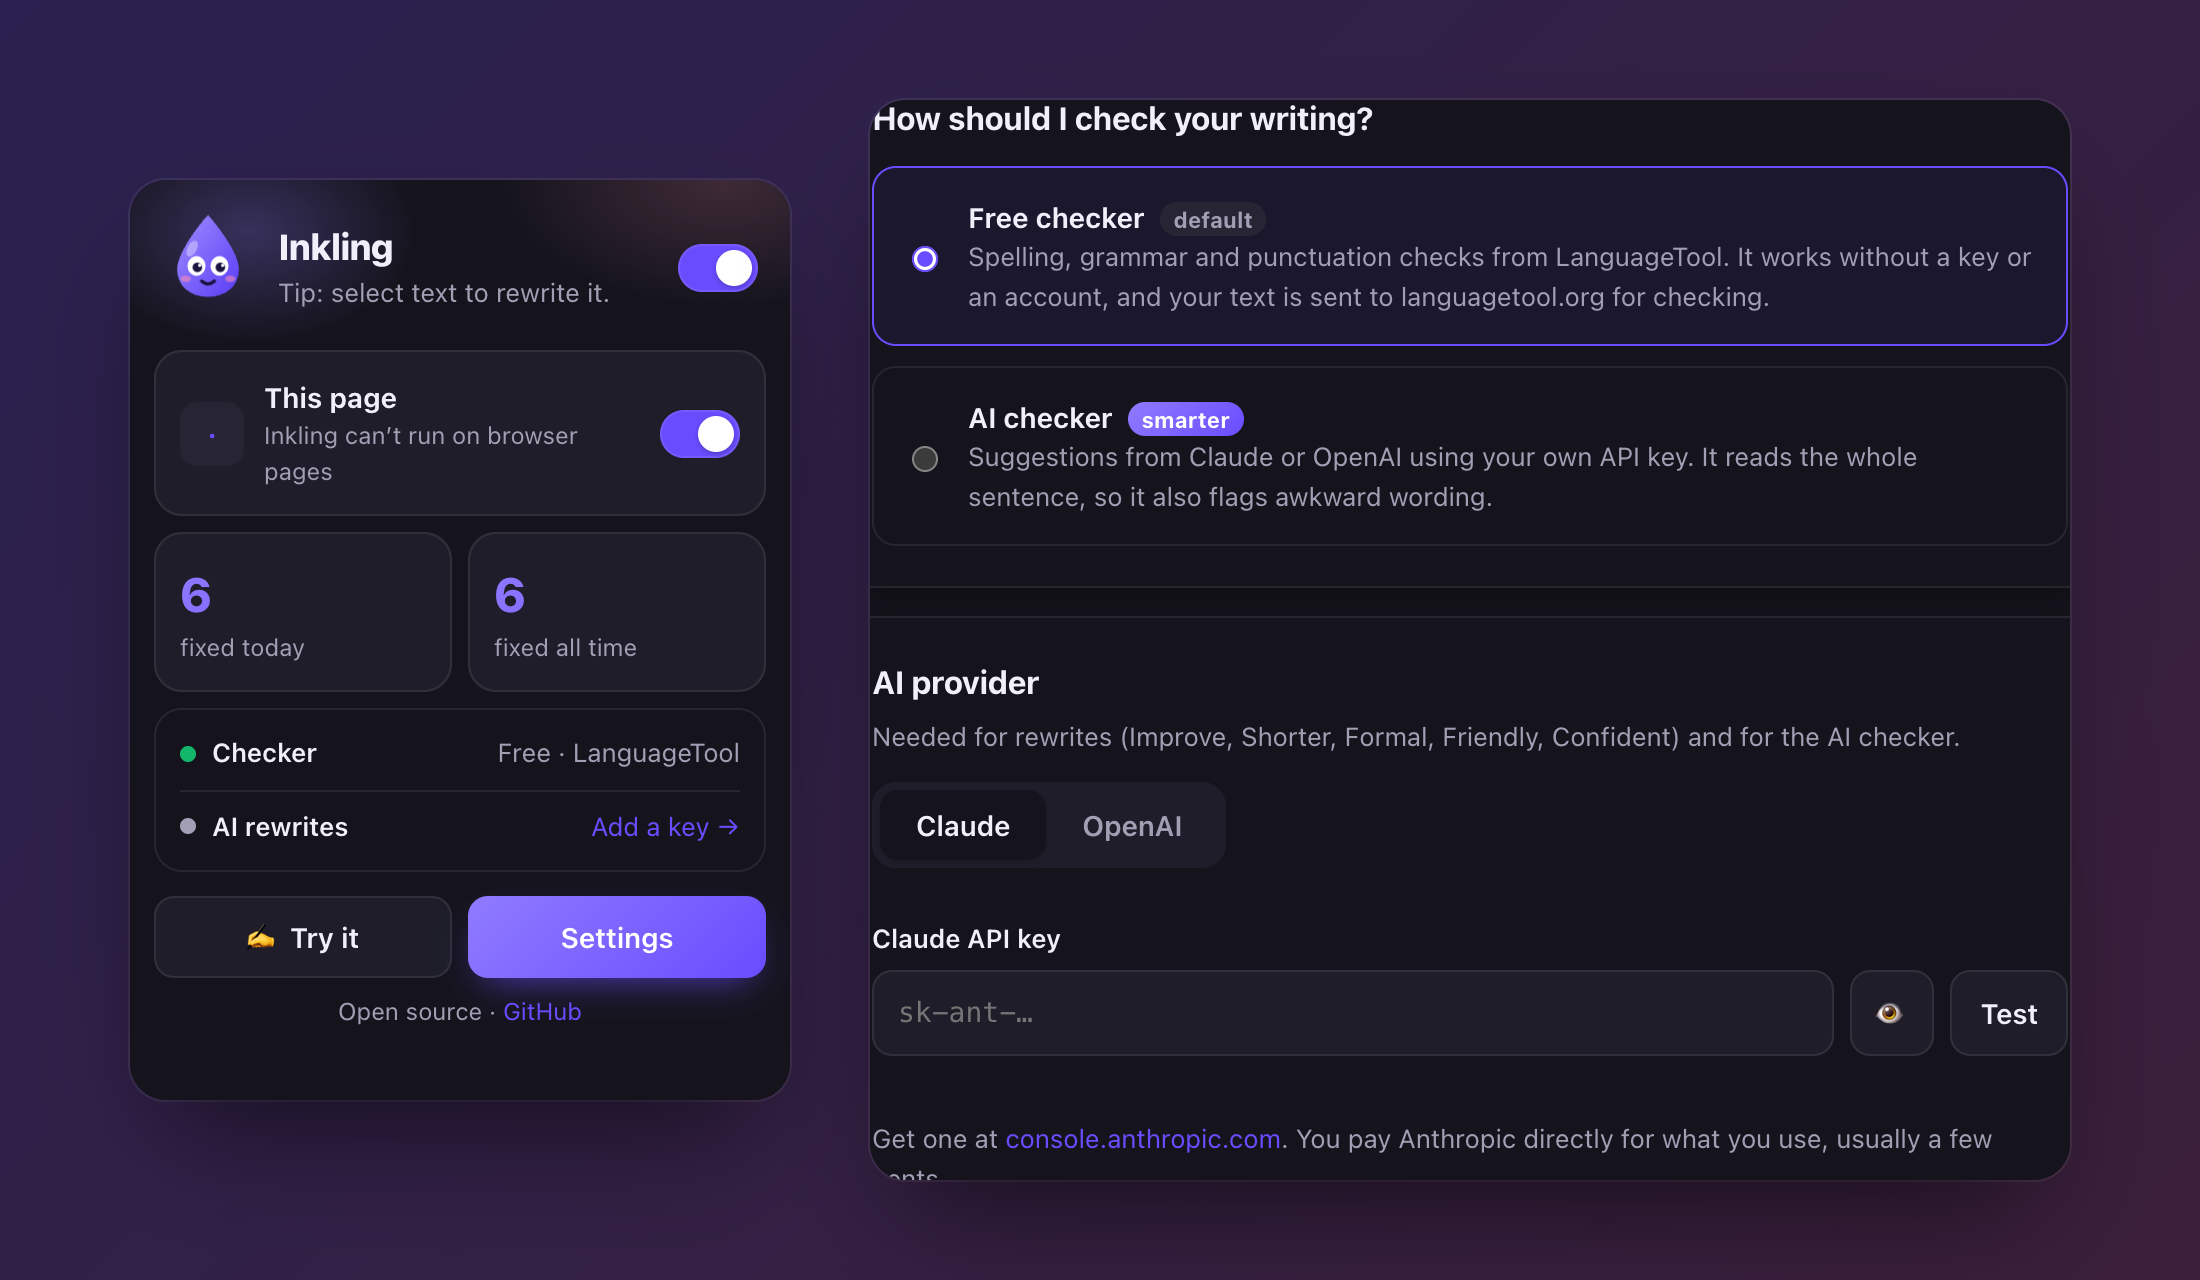 Inkling
Tip: select text to rewrite it.
This page
Inkling can’t run on browser
pages
6
fixed today
6
fixed all time
Checker
Free · LanguageTool
AI rewrites
Add a key →
✍️ Try it
Settings
Open source · GitHub
How should I check your writing?
Free checker default
Spelling, grammar and punctuation checks from LanguageTool. It works without a key or
an account, and your text is sent to languagetool.org for checking.
AI checker smarter
Suggestions from Claude or OpenAI using your own API key. It reads the whole
sentence, so it also flags awkward wording.
AI provider
Needed for rewrites (Improve, Shorter, Formal, Friendly, Confident) and for the AI checker.
Claude
OpenAI
Claude API key
sk-ant-…
Test
Get one at console.anthropic.com. You pay Anthropic directly for what you use, usually a few